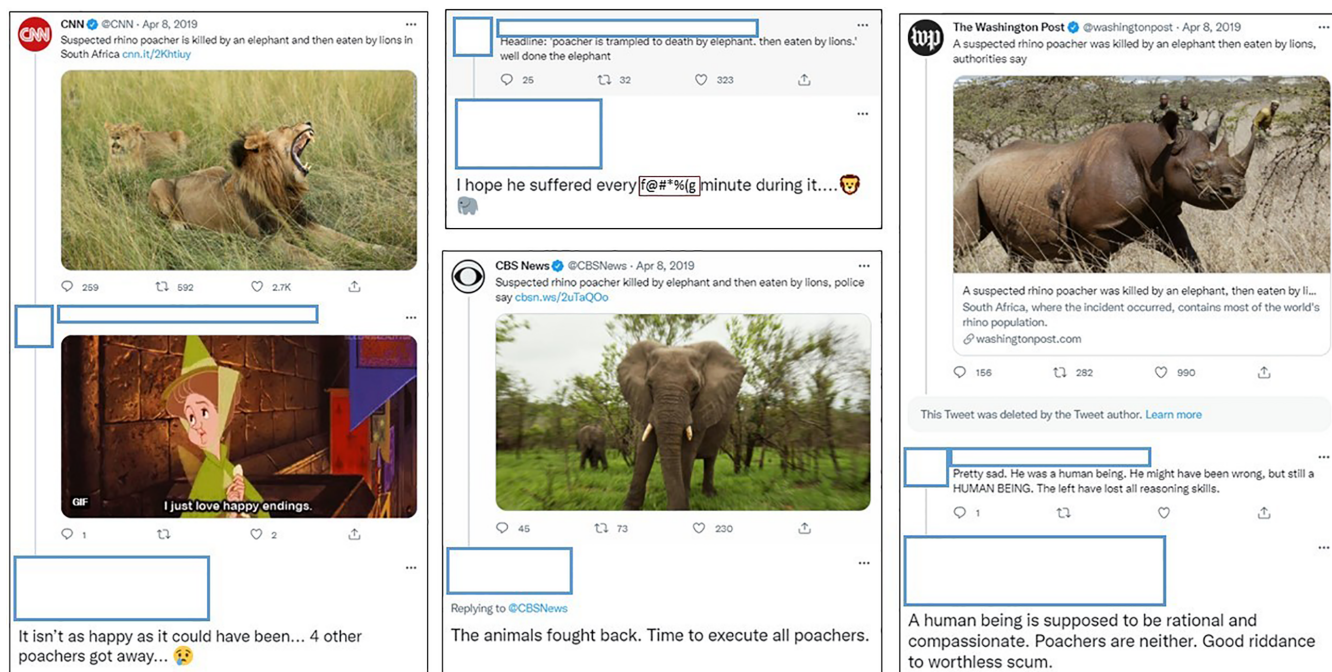 CNN
CNN @CNN · Apr 8, 2019
Suspected rhino poacher is killed by an elephant and then eaten by lions in
South Africa cnn.it/2Khtiuy
259 592 2.7K
GIF
I just love happy endings.
1 2
It isn't as happy as it could have been... 4 other
poachers got away... 😢
Headline: 'poacher is trampled to death by elephant. then eaten by lions.'
well done the elephant
25 32 323
I hope he suffered every f@#*%(g minute during it....🦁
🐘
CBS News @CBSNews · Apr 8, 2019
Suspected rhino poacher killed by elephant and then eaten by lions, police
say cbsn.ws/2uTaQOo
45 73 230
Replying to @CBSNews
The animals fought back. Time to execute all poachers.
wp
The Washington Post @washingtonpost · Apr 8, 2019
A suspected rhino poacher was killed by an elephant then eaten by lions,
authorities say
A suspected rhino poacher was killed by an elephant, then eaten by li...
South Africa, where the incident occurred, contains most of the world's
rhino population.
washingtonpost.com
156 282 990
This Tweet was deleted by the Tweet author. Learn more
Pretty sad. He was a human being. He might have been wrong, but still a
HUMAN BEING. The left have lost all reasoning skills.
1
A human being is supposed to be rational and
compassionate. Poachers are neither. Good riddance
to worthless scum.